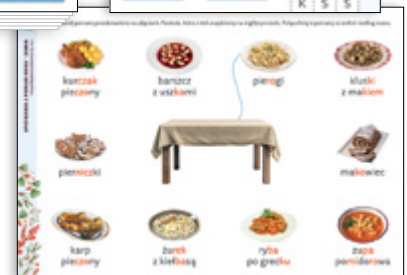 K S S
kurczak
pieczony
barszcz
z uszkami
pierogi
kluski
z makiem
pierniczki
makowiec
karp
pieczony
żurek
z kiełbasą
ryba
po grecku
zupa
pomidorowa